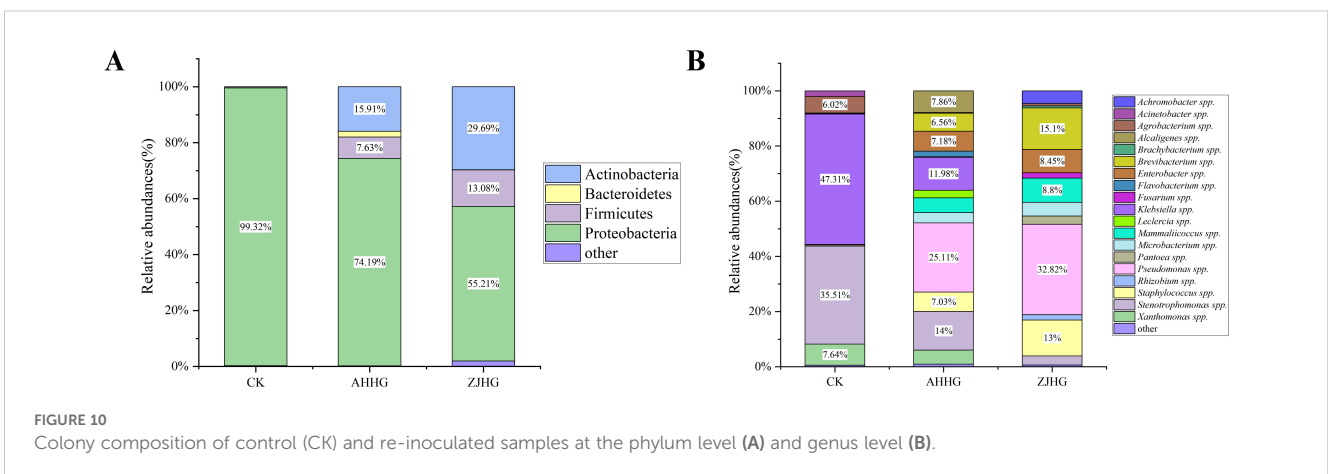 A
Relative abundances(%)
100%
80%
60%
40%
20%
0%
99.32%
15.91%
7.63%
74.19%
29.69%
13.08%
55.21%
CK
AHHG
ZJHG
Actinobacteria
Bacteroidetes
Firmicutes
Proteobacteria
other
B
Relative abundances(%)
100%
80%
60%
40%
20%
0%
6.02%
47.31%
35.51%
7.64%
7.86%
6.56%
7.18%
11.98%
25.11%
7.03%
14%
15.1%
8.45%
8.8%
32.82%
13%
CK
AHHG
ZJHG
Achromobacter spp.
Acinetobacter spp.
Agrobacterium spp.
Alcaligenes spp.
Brachybacterium spp.
Brevibacterium spp.
Enterobacter spp.
Flavobacterium spp.
Fusarium spp.
Klebsiella spp.
Leclercia spp.
Mammaliicoccus spp.
Microbacterium spp.
Pantoea spp.
Pseudomonas spp.
Rhizobium spp.
Staphylococcus spp.
Stenotrophomonas spp.
Xanthomonas spp.
other
FIGURE 10
Colony composition of control (CK) and re-inoculated samples at the phylum level (A) and genus level (B).